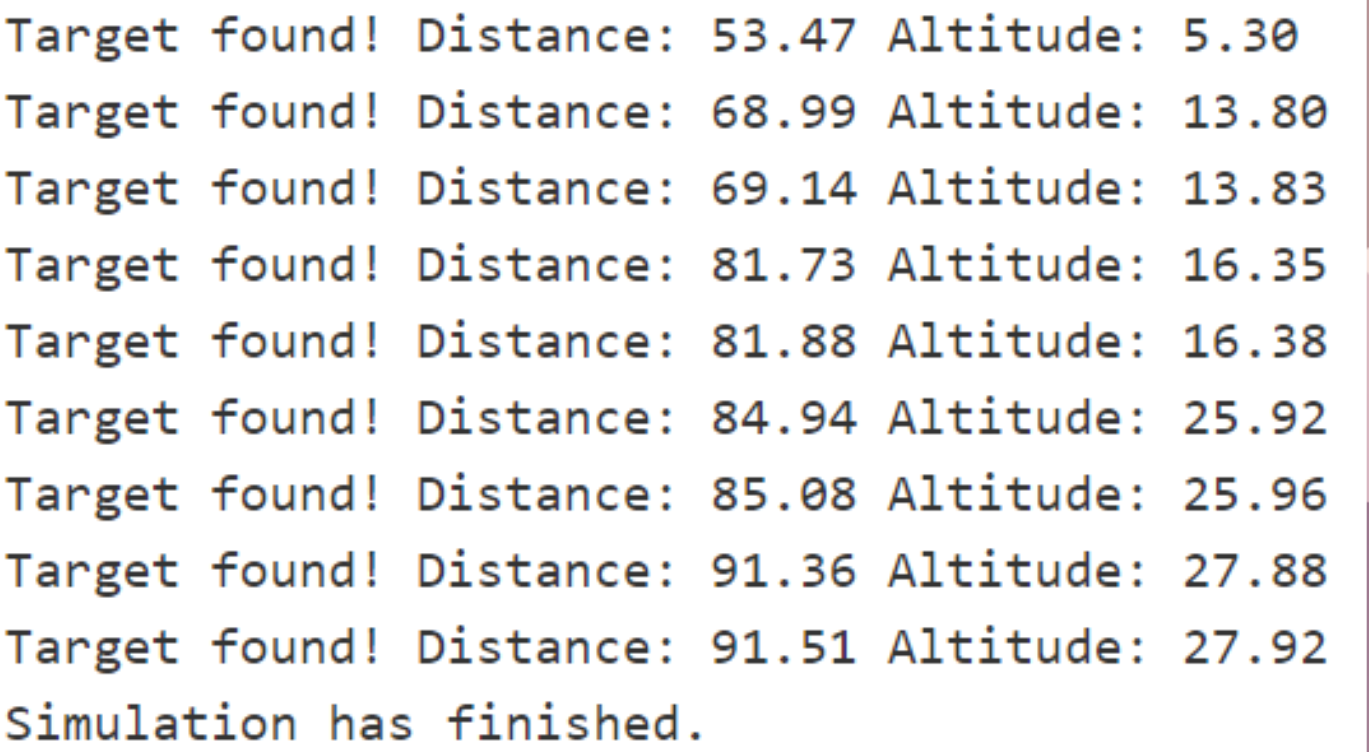 Target found! Distance: 53.47 Altitude: 5.30
Target found! Distance: 68.99 Altitude: 13.80
Target found! Distance: 69.14 Altitude: 13.83
Target found! Distance: 81.73 Altitude: 16.35
Target found! Distance: 81.88 Altitude: 16.38
Target found! Distance: 84.94 Altitude: 25.92
Target found! Distance: 85.08 Altitude: 25.96
Target found! Distance: 91.36 Altitude: 27.88
Target found! Distance: 91.51 Altitude: 27.92
Simulation has finished.